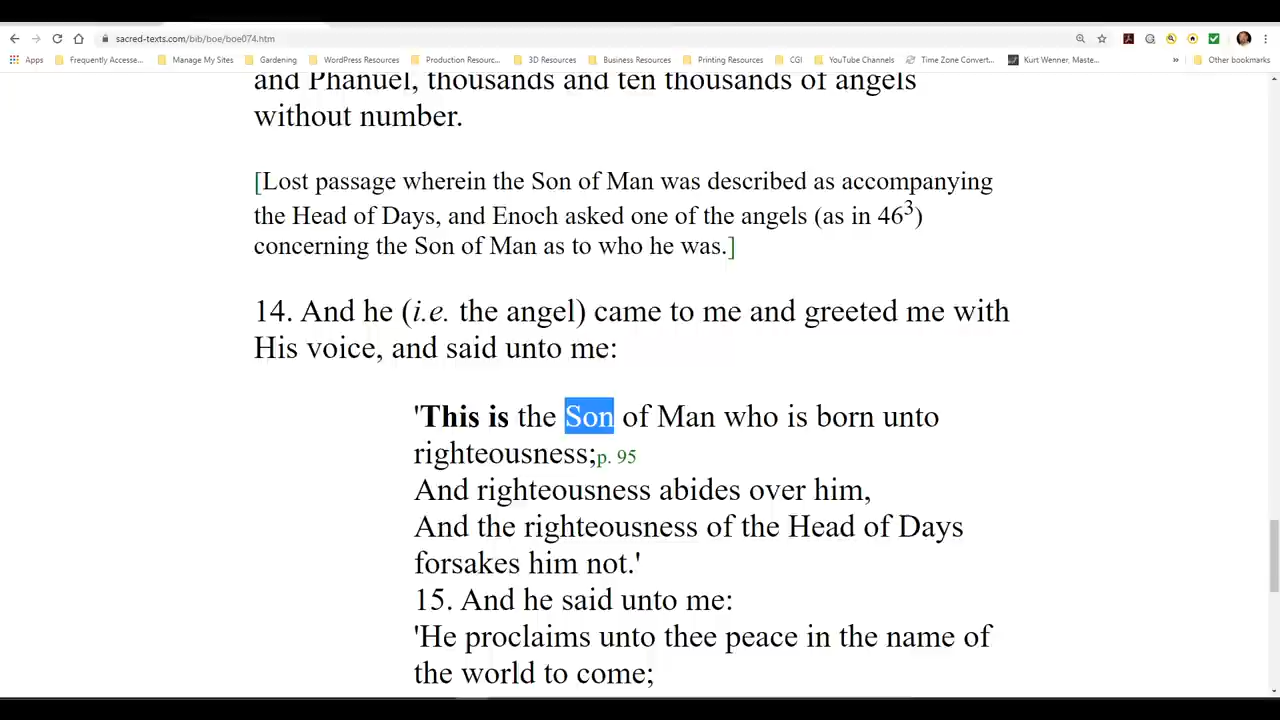 sacred-texts.com/bib/boe/boe074.htm
Apps Frequently Accesse... Manage My Sites Gardening WordPress Resources Production Resourc... 3D Resources Business Resources Printing Resources CGI YouTube Channels Time Zone Convert... Kurt Wenner, Maste... » Other bookmarks
and Phanuel, thousands and ten thousands of angels
without number.
[Lost passage wherein the Son of Man was described as accompanying
the Head of Days, and Enoch asked one of the angels (as in 46³)
concerning the Son of Man as to who he was.]
14. And he (i.e. the angel) came to me and greeted me with
His voice, and said unto me:
'This is the Son of Man who is born unto
righteousness;p. 95
And righteousness abides over him,
And the righteousness of the Head of Days
forsakes him not.'
15. And he said unto me:
'He proclaims unto thee peace in the name of
the world to come;